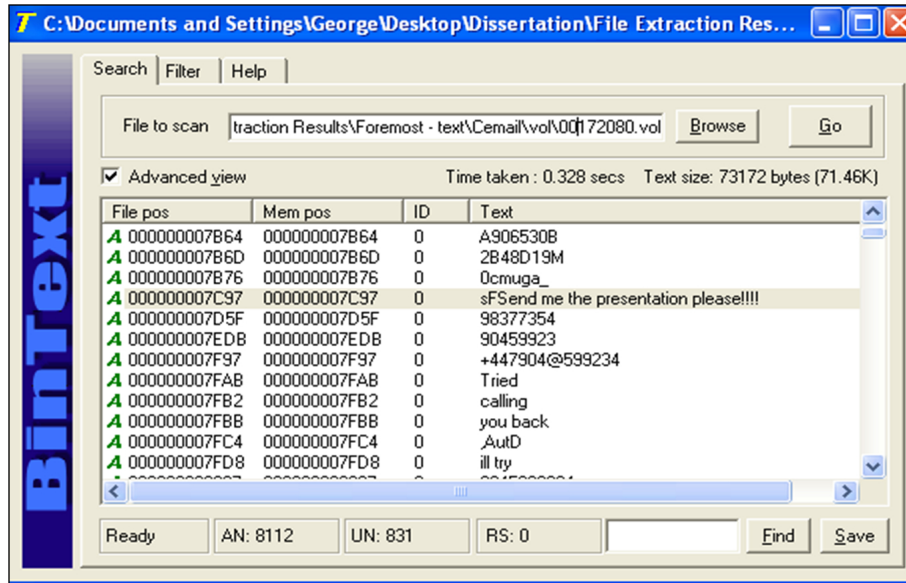 C:\Documents and Settings\George\Desktop\Dissertation\File Extraction Res...
Search Filter Help
File to scan traction Results\Foremost - text\Cemail\vol\00172080.vol Browse Go
Advanced view Time taken : 0.328 secs Text size: 73172 bytes (71.46K)
File pos Mem pos ID Text
A 000000007B64 000000007B64 0 A906530B
A 000000007B6D 000000007B6D 0 2B48D19M
A 000000007B76 000000007B76 0 0cmuga_
A 000000007C97 000000007C97 0 sFSend me the presentation please!!!!
A 000000007D5F 000000007D5F 0 98377354
A 000000007EDB 000000007EDB 0 90459923
A 000000007F97 000000007F97 0 +447904@599234
A 000000007FAB 000000007FAB 0 Tried
A 000000007FB2 000000007FB2 0 calling
A 000000007FBB 000000007FBB 0 you back
A 000000007FC4 000000007FC4 0 ,AutD
A 000000007FD8 000000007FD8 0 ill try
BinText
Ready AN: 8112 UN: 831 RS: 0 Find Save